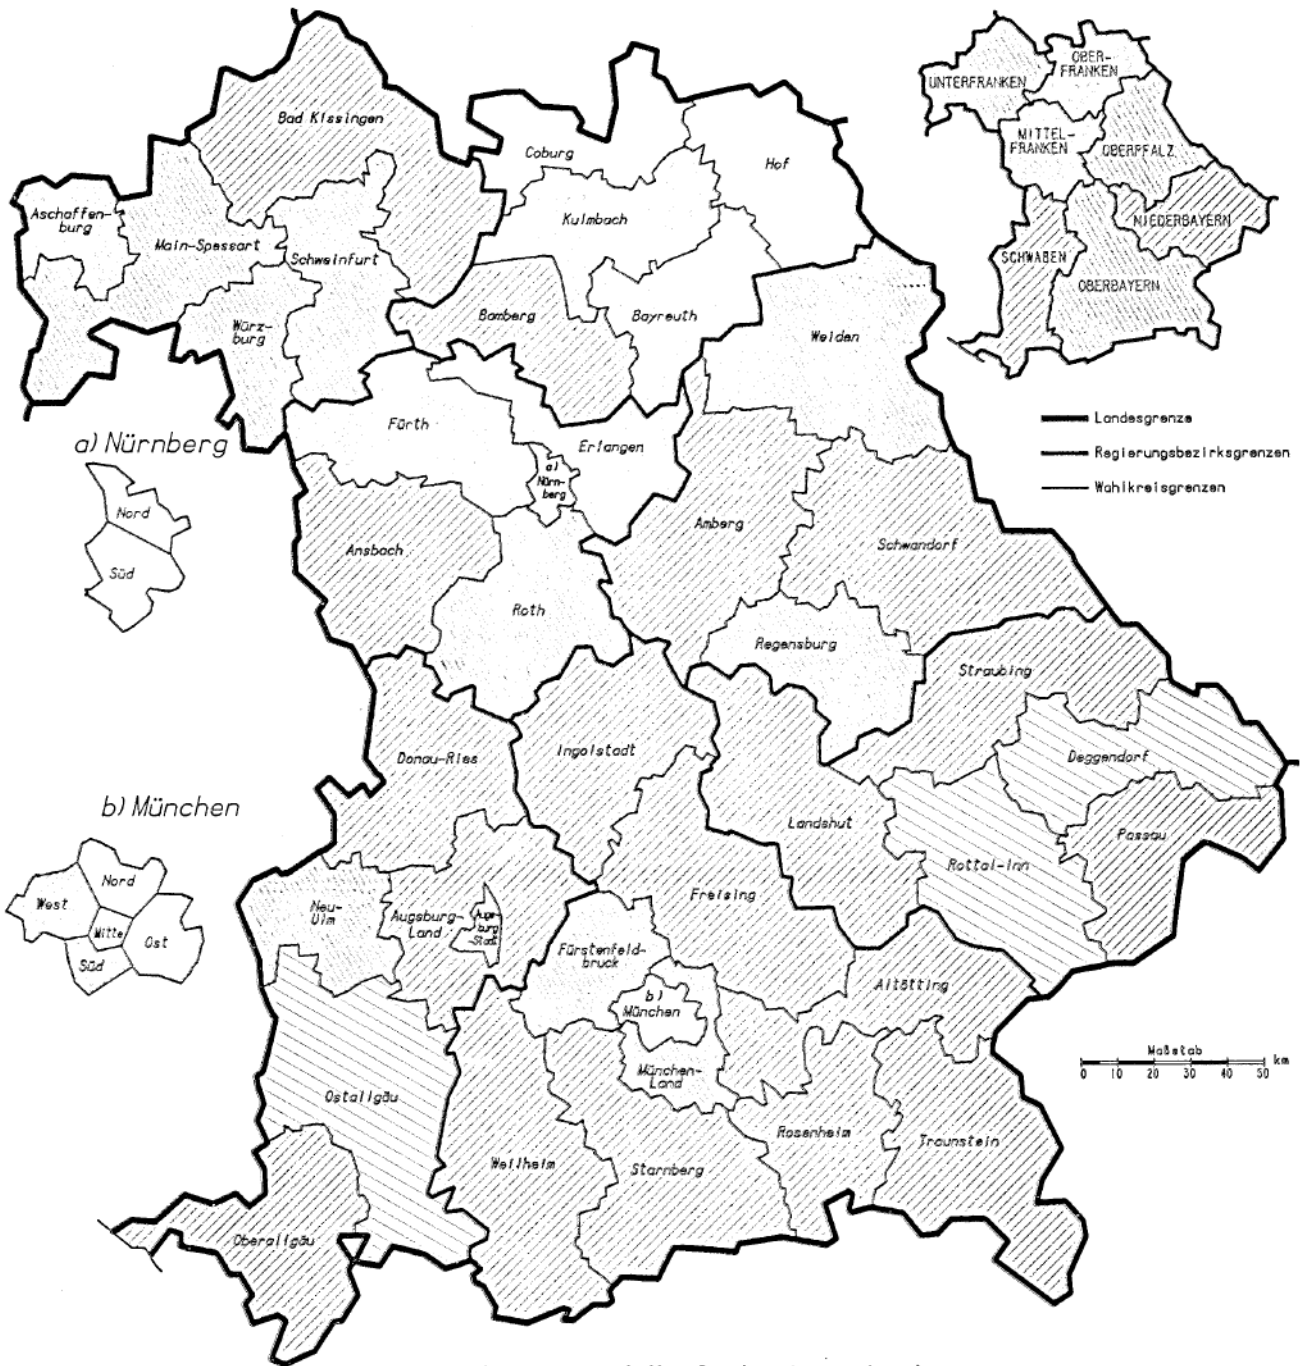 Bad Kissingen
Coburg
Hof
Aschaffen-
burg
Main-Spessart
Schweinfurt
Kulmbach
Würz-
burg
Bamberg
Bayreuth
Weiden
Fürth
Erlangen
a)
Nürn-
berg
Ansbach
Amberg
Schwandorf
Roth
Regensburg
Straubing
Donau-Ries
Ingolstadt
Deggendorf
Landshut
Passau
Rottal-Inn
Neu-
Ulm
Augsburg-
Land
Augs-
burg
-Stadt
Freising
Fürstenfeld-
bruck
Altötting
b)
München
München-
Land
Ostallgäu
Weilheim
Starnberg
Rosenheim
Traunstein
Oberallgäu
a) Nürnberg
Nord
Süd
b) München
Nord
West
Mitte
Ost
Süd
UNTERFRANKEN
OBER-
FRANKEN
MITTEL-
FRANKEN
OBERPFALZ
NIEDERBAYERN
SCHWABEN
OBERBAYERN
Landesgrenze
Regierungsbezirksgrenzen
Wahlkreisgrenzen
Maßstab
km
0 10 20 30 40 50